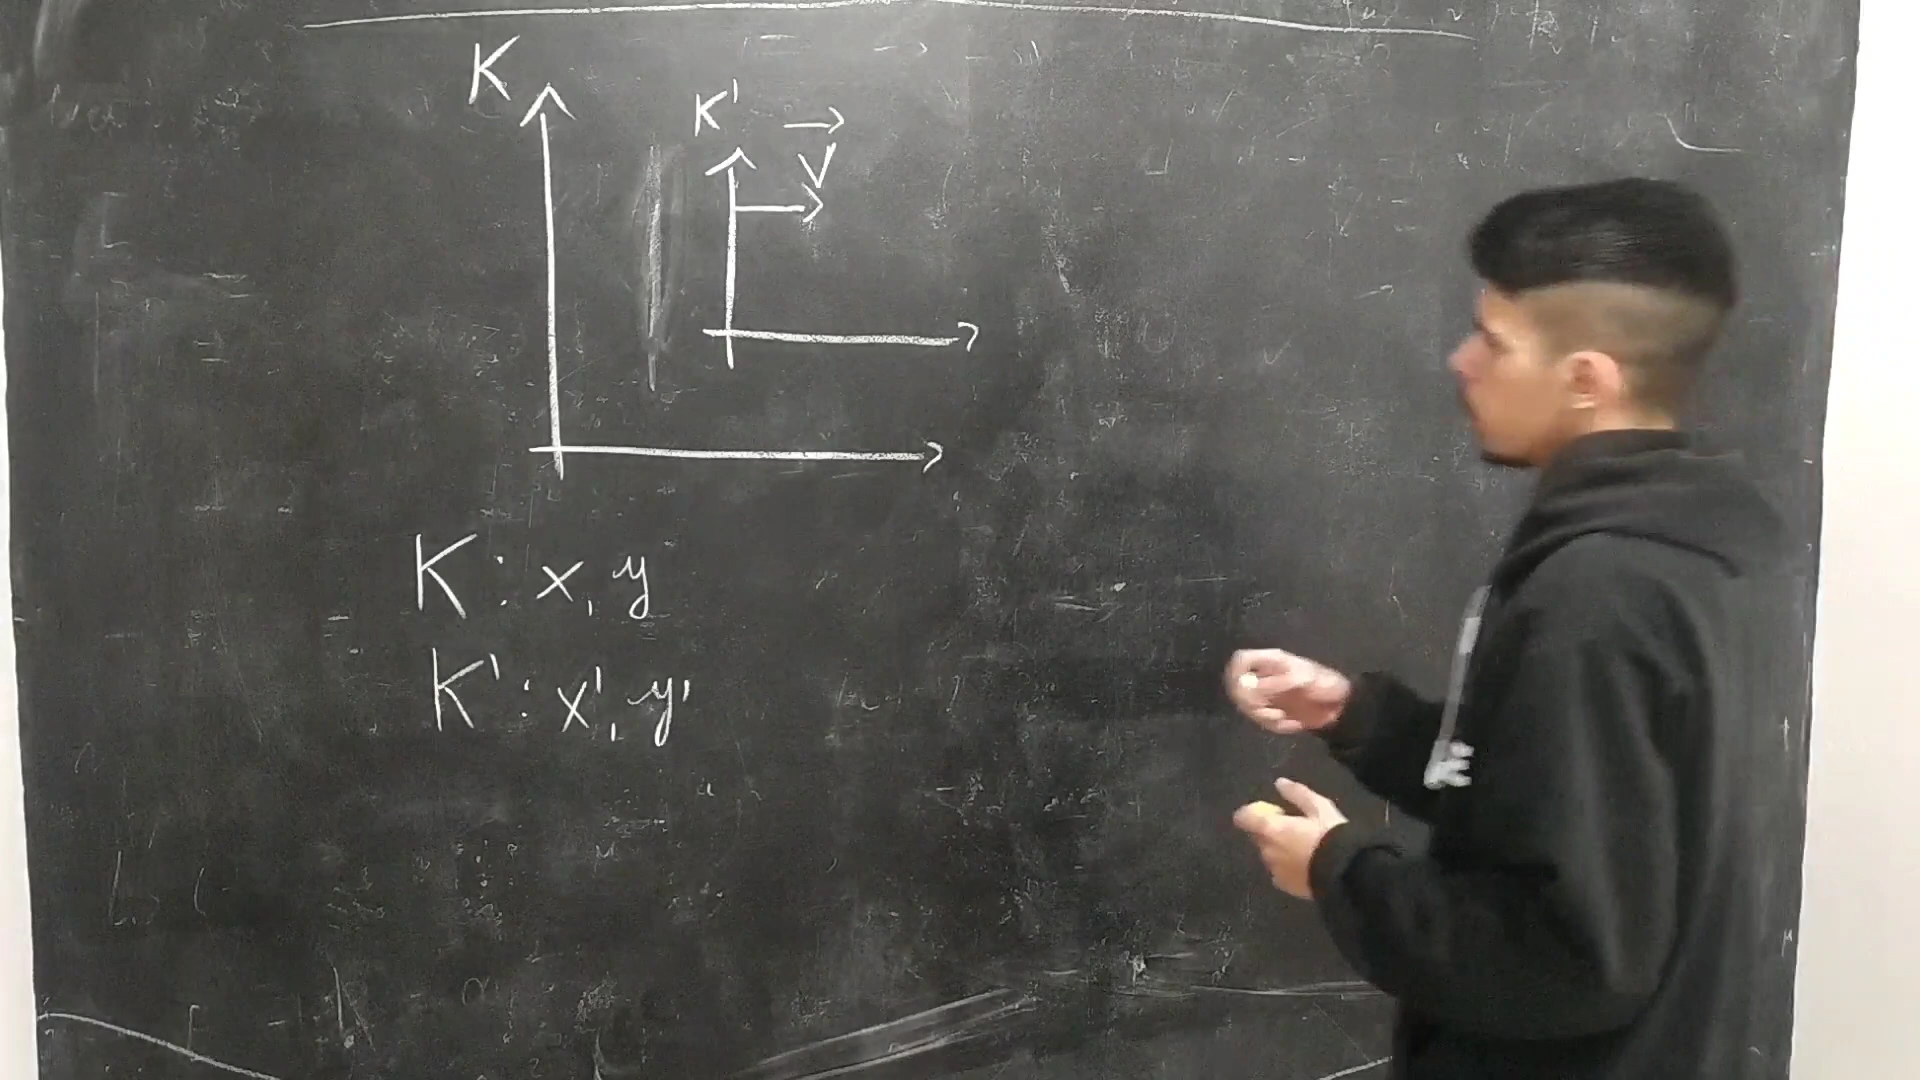 K
K'
V
K : x, y
K' : x', y'